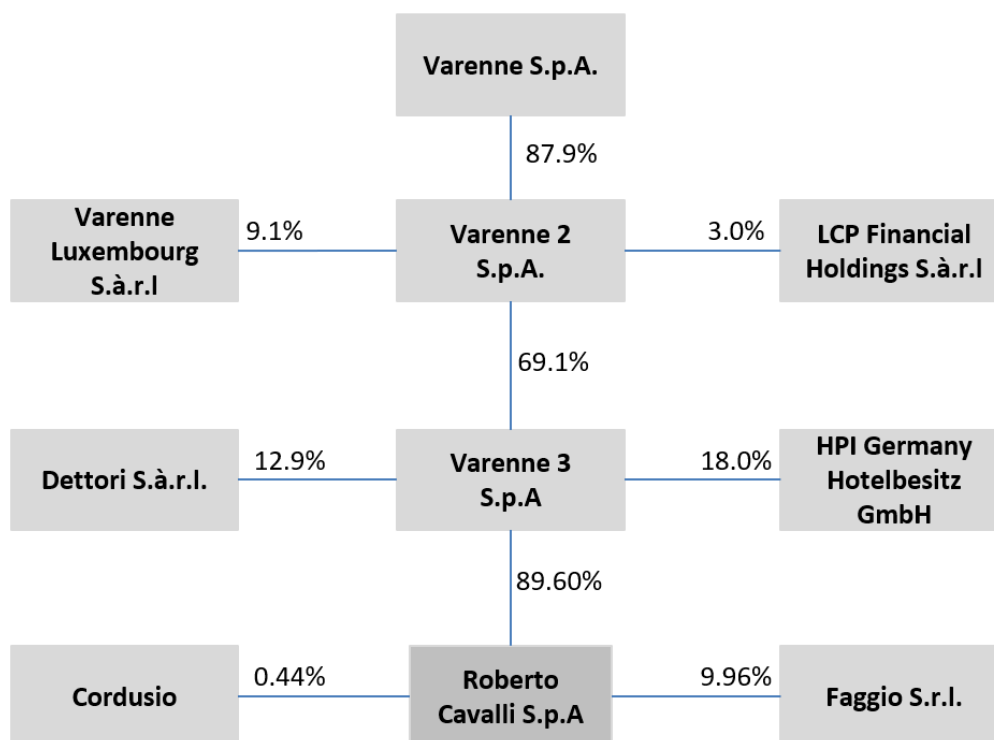 Varenne S.p.A.
87.9%
Varenne
Luxembourg
S.à.r.l
9.1%
Varenne 2
S.p.A.
3.0%
LCP Financial
Holdings S.à.r.l
69.1%
Dettori S.à.r.l.
12.9%
Varenne 3
S.p.A
18.0%
HPI Germany
Hotelbesitz
GmbH
89.60%
Cordusio
0.44%
Roberto
Cavalli S.p.A
9.96%
Faggio S.r.l.